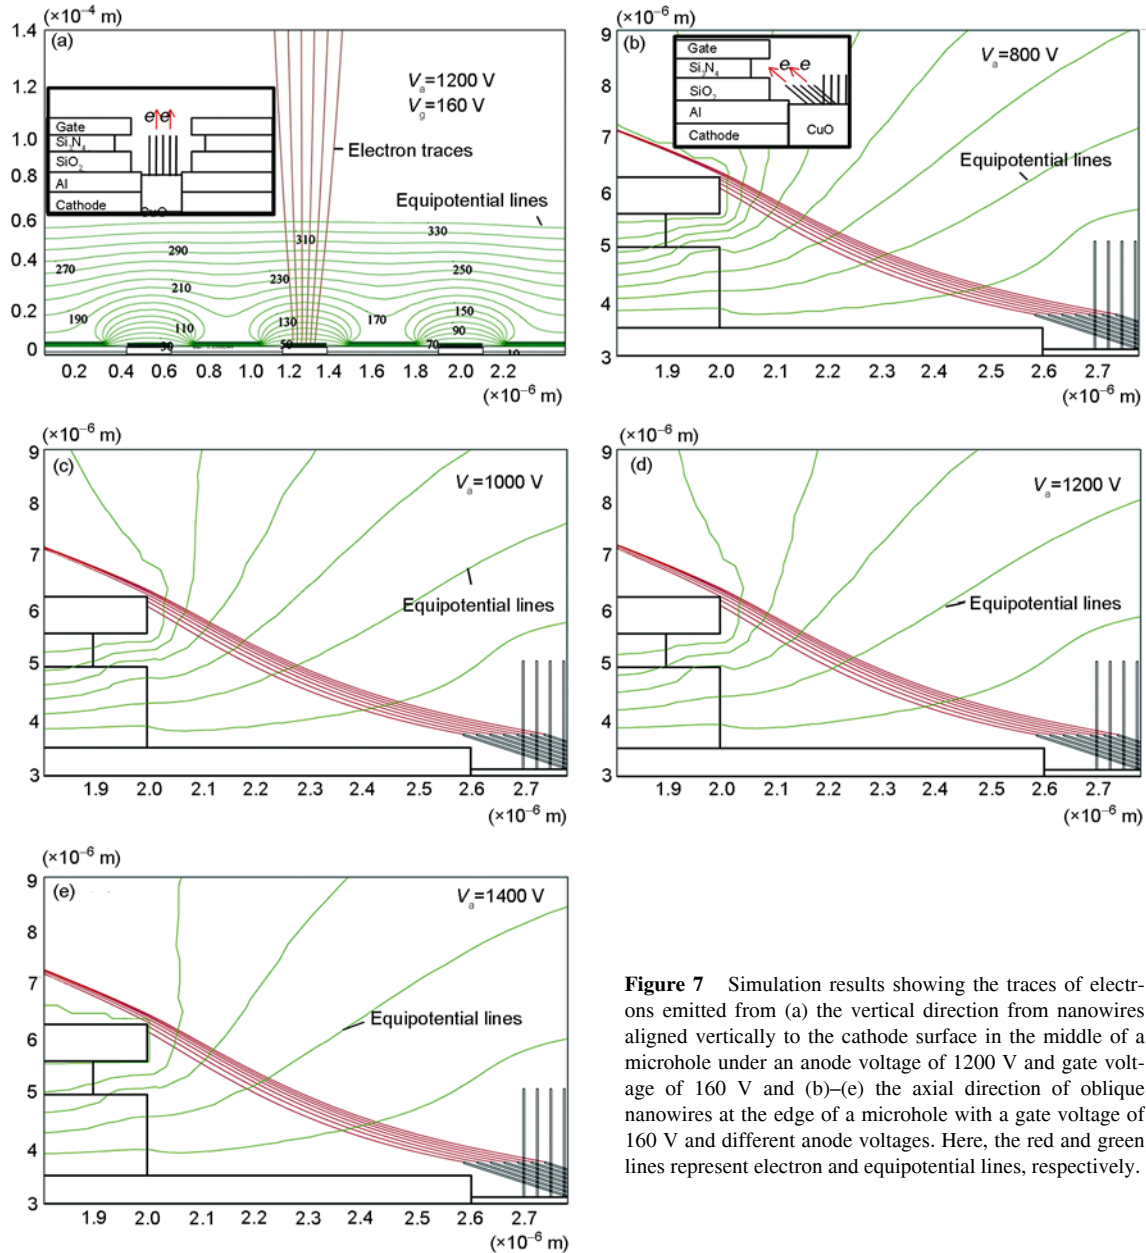 (×10⁻⁴ m)
(a)
1.4
1.2
1.0
0.8
0.6
0.4
0.2
0
Vₐ=1200 V
V_g=160 V
e e
Gate
Si₃N₄
SiO₂
Al
Cathode
CuO
Electron traces
Equipotential lines
310
330
290
270
250
230
210
190
170
150
130
110
90
70
50
30
10
0.2 0.4 0.6 0.8 1.0 1.2 1.4 1.6 1.8 2.0 2.2
(×10⁻⁶ m)
(×10⁻⁶ m)
(b)
9
8
7
6
5
4
3
Vₐ=800 V
e e
Gate
Si₃N₄
SiO₂
Al
Cathode
CuO
Equipotential lines
1.9 2.0 2.1 2.2 2.3 2.4 2.5 2.6 2.7
(×10⁻⁶ m)
(×10⁻⁶ m)
(c)
9
8
7
6
5
4
3
Vₐ=1000 V
Equipotential lines
1.9 2.0 2.1 2.2 2.3 2.4 2.5 2.6 2.7
(×10⁻⁶ m)
(×10⁻⁶ m)
(d)
9
8
7
6
5
4
3
Vₐ=1200 V
Equipotential lines
1.9 2.0 2.1 2.2 2.3 2.4 2.5 2.6 2.7
(×10⁻⁶ m)
(×10⁻⁶ m)
(e)
9
8
7
6
5
4
3
Vₐ=1400 V
Equipotential lines
1.9 2.0 2.1 2.2 2.3 2.4 2.5 2.6 2.7
(×10⁻⁶ m)
Figure 7 Simulation results showing the traces of electr-
ons emitted from (a) the vertical direction from nanowires
aligned vertically to the cathode surface in the middle of a
microhole under an anode voltage of 1200 V and gate volt-
age of 160 V and (b)–(e) the axial direction of oblique
nanowires at the edge of a microhole with a gate voltage of
160 V and different anode voltages. Here, the red and green
lines represent electron and equipotential lines, respectively.